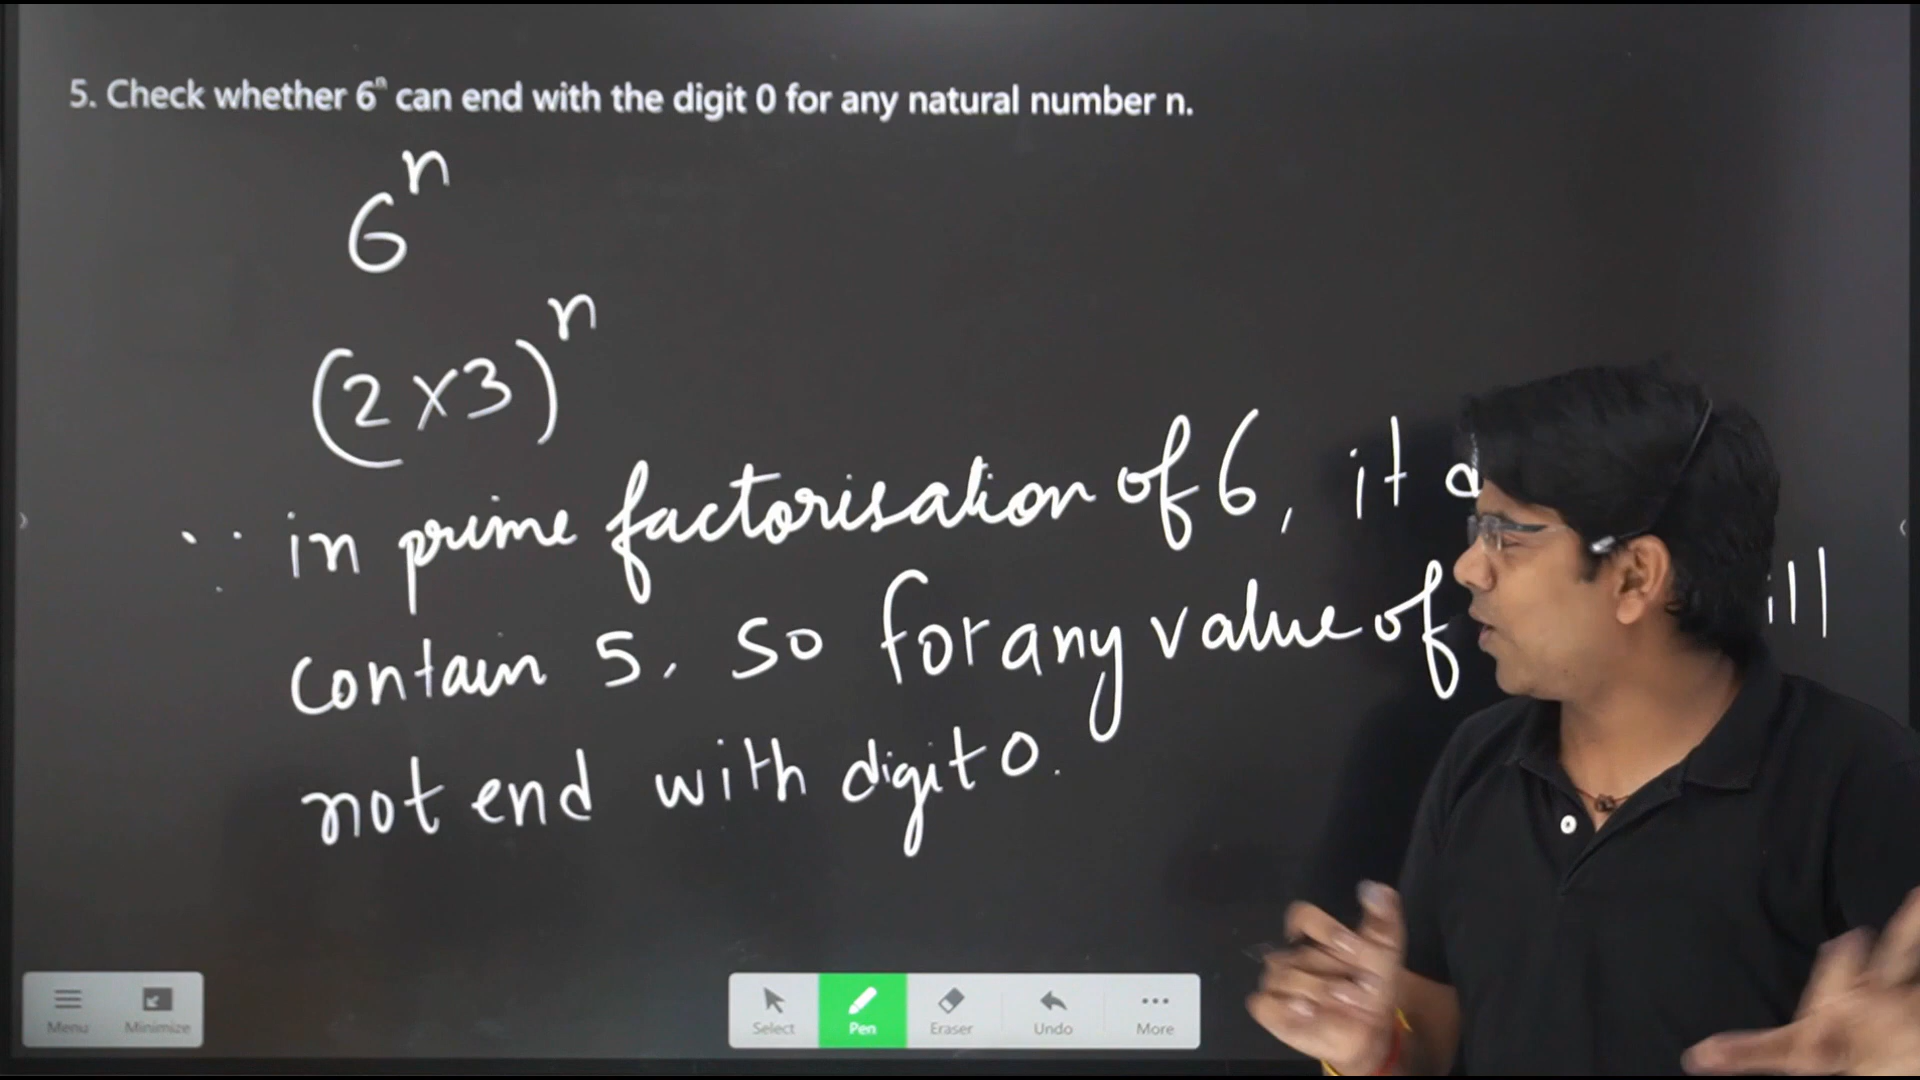 5. Check whether 6ⁿ can end with the digit 0 for any natural number n.
6ⁿ
(2×3)ⁿ
∵ in prime factorisation of 6, it
contain 5, so for any value of
not end with digit 0.
Menu Minimize Select Pen Eraser Undo More